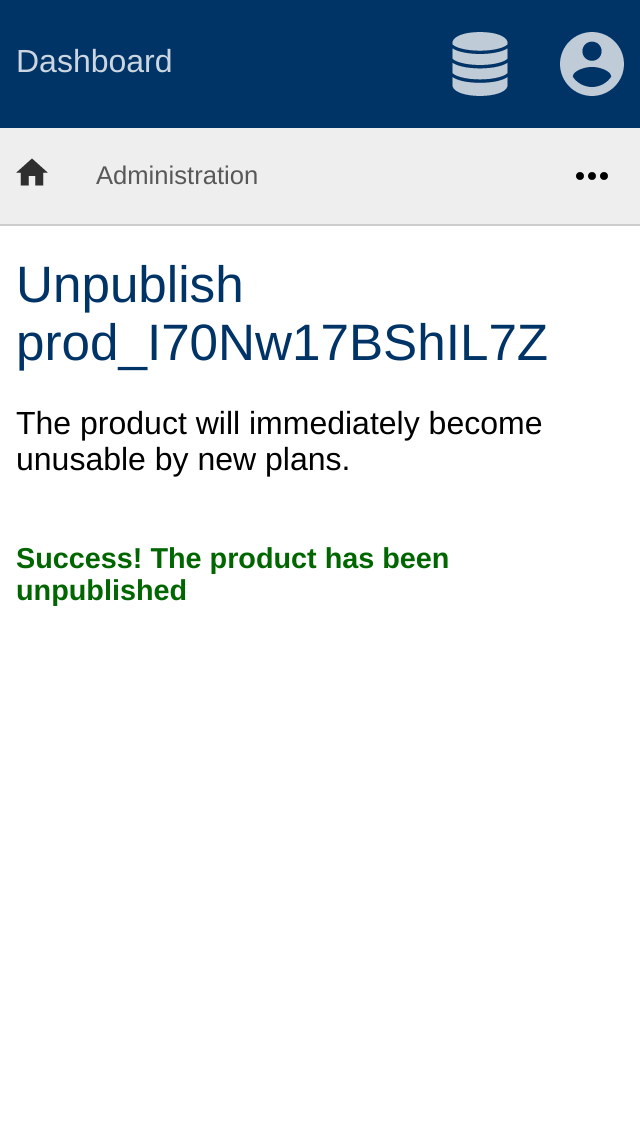 Dashboard
Administration
Unpublish
prod_I70Nw17BShIL7Z
The product will immediately become
unusable by new plans.
Success! The product has been
unpublished